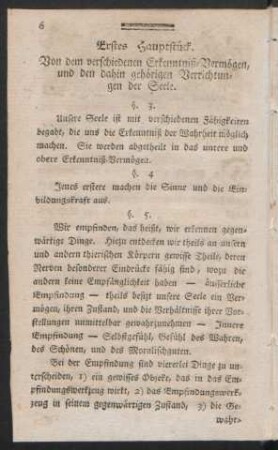 6
Erstes Hauptstück.
Von dem verschiedenen Erkenntniß-Vermögen,
und den dahin gehörigen Verrichtun-
gen der Seele.
§. 3.
Unsere Seele ist mit verschiedenen Fähigkeiten
begabt, die uns die Erkenntniß der Wahrheit möglich
machen. Sie werden abgetheilt in das untere und
obere Erkenntniß-Vermögen.
§. 4
Jenes erstere machen die Sinne und die Ein-
bildungskraft aus.
§. 5.
Wir empfinden, das heißt, wir erkennen gegen-
wärtige Dinge. Hiezu entdecken wir theils an unsern
und andern thierischen Körpern gewisse Theile, deren
Nerven besonderer Eindrücke fähig sind, wozu die
andern keine Empfänglichkeit haben — äusserliche
Empfindung — theils besitzt unsere Seele ein Ver-
mögen, ihren Zustand, und die Verhältnisse ihrer Vor-
stellungen unmittelbar gewahrzunehmen — Innere
Empfindung — Selbstgefühl, Gefühl des Wahren,
des Schönen, und des Moralischguten.
Bei der Empfindung sind viererlei Dinge zu un-
terscheiden, 1) ein gewisses Objekt, das in das Em-
pfindungswerkzeug wirkt, 2) das Empfindungswerk-
zeug in seinem gegenwärtigen Zustand, 3) die Ge-
wahr-